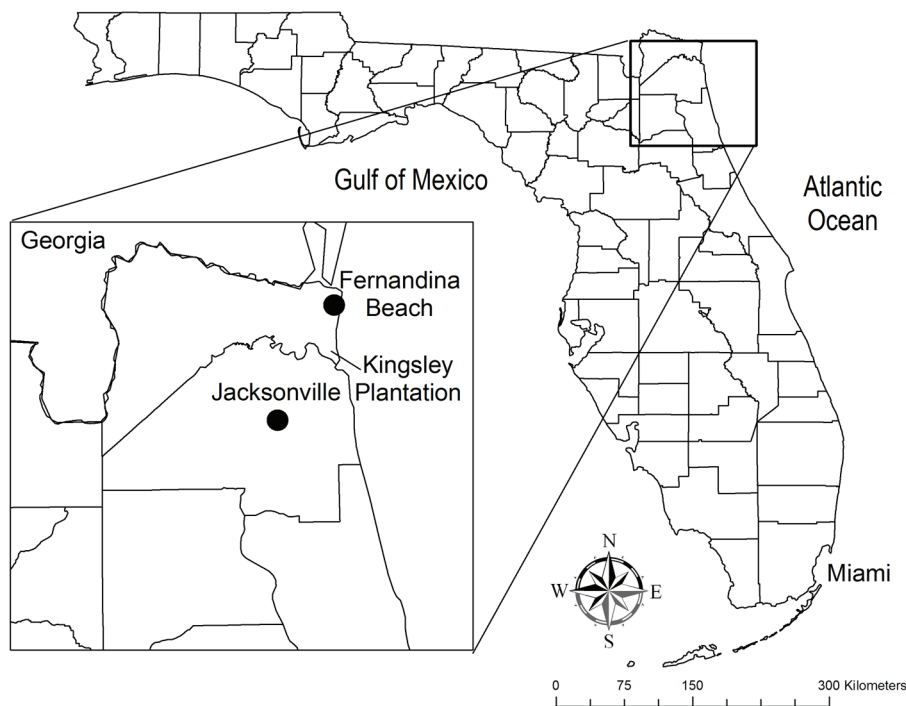 Gulf of Mexico
Atlantic
Ocean
Georgia
Fernandina
Beach
Kingsley
Plantation
Jacksonville
Miami
N
W
E
S
0
75
150
300 Kilometers